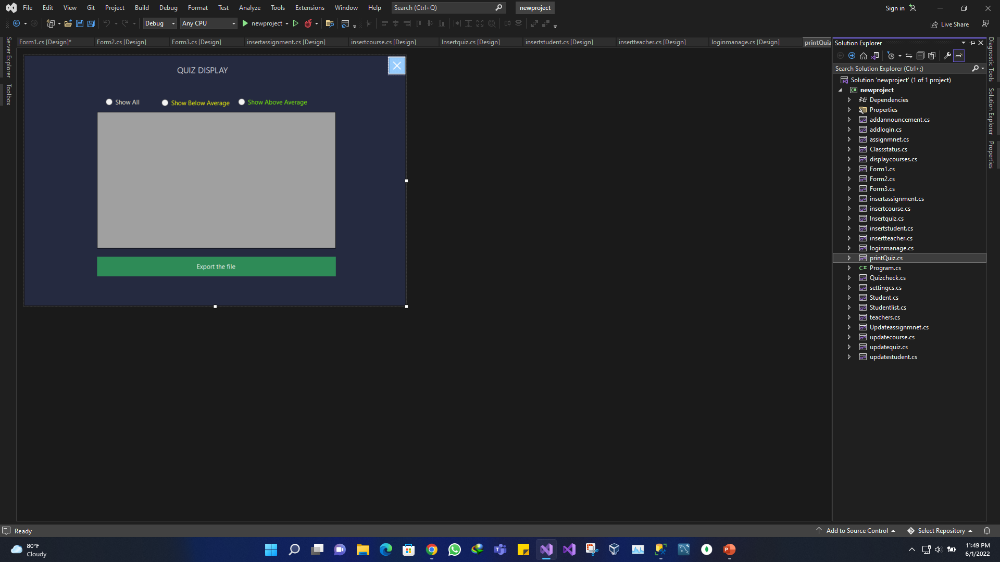 File Edit View Git Project Build Debug Format Test Analyze Tools Extensions Window Help Search (Ctrl+Q) newproject Sign in
Debug Any CPU newproject Live Share
Form1.cs [Design]* Form2.cs [Design] Form3.cs [Design] insertassignment.cs [Design] insertcourse.cs [Design] Insertquiz.cs [Design] insertstudent.cs [Design] insertteacher.cs [Design] loginmanage.cs [Design] printQuiz
Server Explorer
Toolbox
QUIZ DISPLAY
Show All Show Below Average Show Above Average
Export the file
Solution Explorer
Search Solution Explorer (Ctrl+;)
Solution 'newproject' (1 of 1 project)
C# newproject
Dependencies
Properties
addannouncement.cs
addlogin.cs
assignmnet.cs
Classstatus.cs
displaycourses.cs
Form1.cs
Form2.cs
Form3.cs
insertassignment.cs
insertcourse.cs
Insertquiz.cs
insertstudent.cs
insertteacher.cs
loginmanage.cs
printQuiz.cs
C# Program.cs
Quizcheck.cs
settingcs.cs
Student.cs
Studentlist.cs
teachers.cs
Updateassignmnet.cs
updatecourse.cs
updatequiz.cs
updatestudent.cs
Diagnostic Tools
Solution Explorer
Properties
Ready Add to Source Control Select Repository
80°F
Cloudy
11:49 PM
6/1/2022